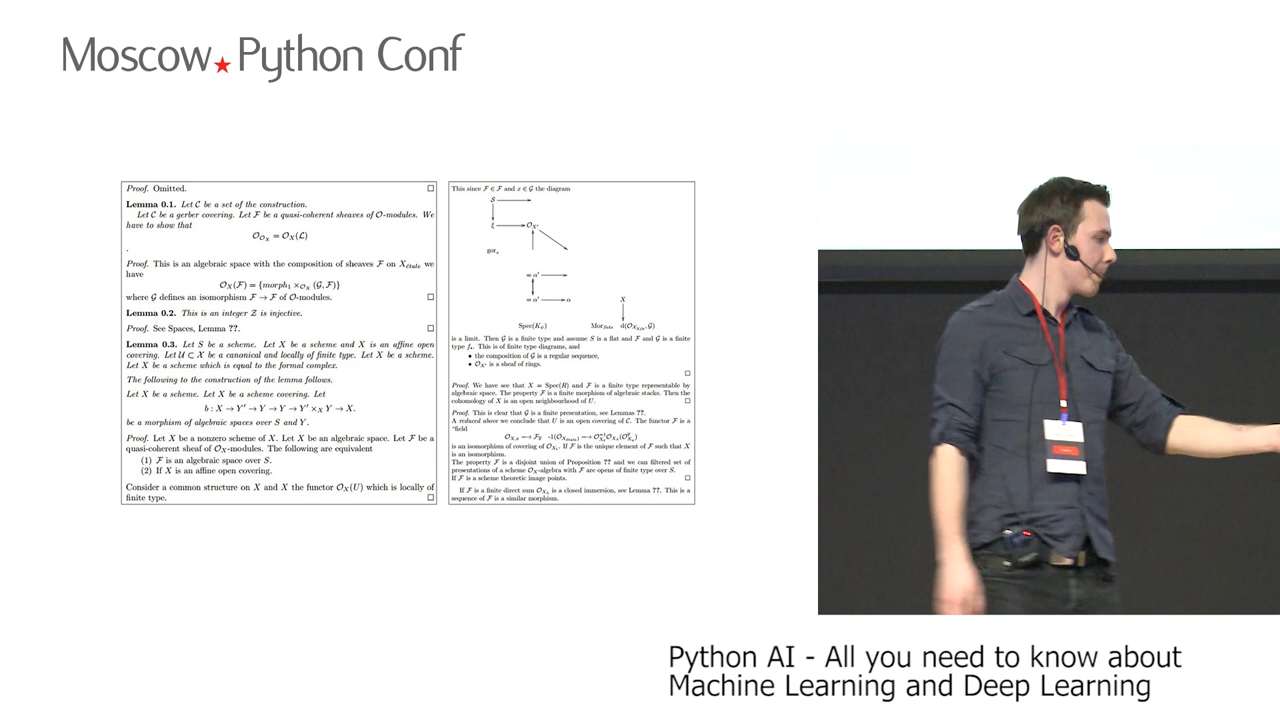 Moscow★Python Conf
Proof. Omitted. □
Lemma 0.1. Let C be a set of the construction.
Let C be a gerber covering. Let F be a quasi-coherent sheaves of O-modules. We
have to show that
O_{O_X} = O_X(L)
.
Proof. This is an algebraic space with the composition of sheaves F on X_{étale} we
have
O_X(F) = {morph_1 ×_{O_X} (G, F)}
where G defines an isomorphism F → F of O-modules. □
Lemma 0.2. This is an integer Z is injective.
Proof. See Spaces, Lemma ??. □
Lemma 0.3. Let S be a scheme. Let X be a scheme and X is an affine open
covering. Let U ⊂ X be a canonical and locally of finite type. Let X be a scheme.
Let X be a scheme which is equal to the formal complex.
The following to the construction of the lemma follows.
Let X be a scheme. Let X be a scheme covering. Let
b : X → Y' → Y → Y → Y' ×_X Y → X.
be a morphism of algebraic spaces over S and Y.
Proof. Let X be a nonzero scheme of X. Let X be an algebraic space. Let F be a
quasi-coherent sheaf of O_X-modules. The following are equivalent
(1) F is an algebraic space over S.
(2) If X is an affine open covering.
Consider a common structure on X and X the functor O_X(U) which is locally of
finite type. □
This since F ∈ F and x ∈ G the diagram
S
ξ O_{X'}
gor_s
= α'
= α' α
X
Spec(K_ψ) Mor_{Sets} d(O_{X_{X/k}}, G)
is a limit. Then G is a finite type and assume S is a flat and F and G is a finite
type f_*. This is of finite type diagrams, and
• the composition of G is a regular sequence,
• O_{X'} is a sheaf of rings.
□
Proof. We have see that X = Spec(R) and F is a finite type representable by
algebraic space. The property F is a finite morphism of algebraic stacks. Then the
cohomology of X is an open neighbourhood of U. □
Proof. This is clear that G is a finite presentation, see Lemmas ??.
A reduced above we conclude that U is an open covering of C. The functor F is a
"field
is an isomorphism of covering of O_{X_i}. If F is the unique element of F such that X
is an isomorphism.
The property F is a disjoint union of Proposition ?? and we can filtered set of
presentations of a scheme O_X-algebra with F are opens of finite type over S.
If F is a scheme theoretic image points. □
If F is a finite direct sum O_{X_λ} is a closed immersion, see Lemma ??. This is a
sequence of F is a similar morphism.
Python AI - All you need to know about
Machine Learning and Deep Learning